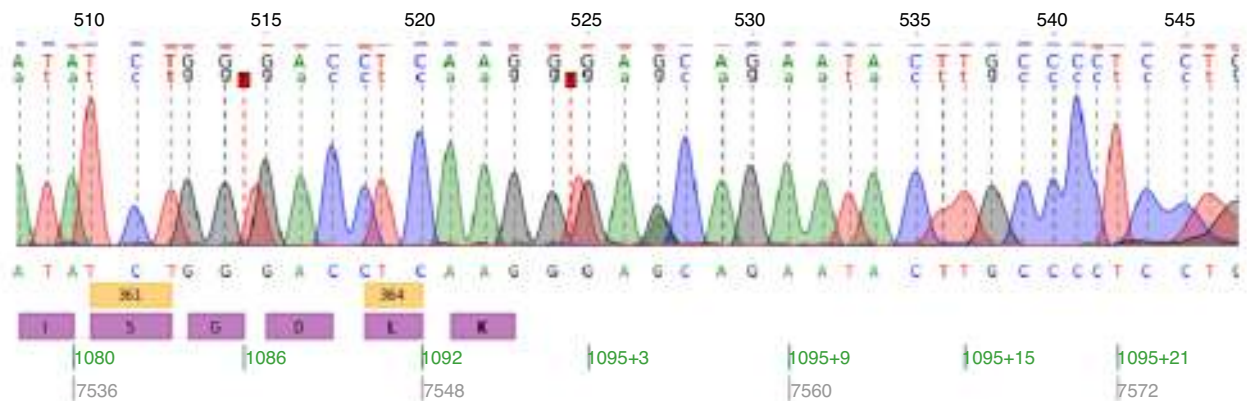 510 515 520 525 530 535 540 545
A T A T C T G G G A C C T C A A G G G A G C A G A A T A C T T G C C C C T C C T G
a t a t c t g g g a c c t c a a g g g a g c a g a a t a c t t g c c c c t c c t g
A T A T C T G G G A C C T C A A G G G A G C A G A A T A C T T G C C C C T C C T G
361 364
I S G D L K
1080 1086 1092 1095+3 1095+9 1095+15 1095+21
7536 7548 7560 7572